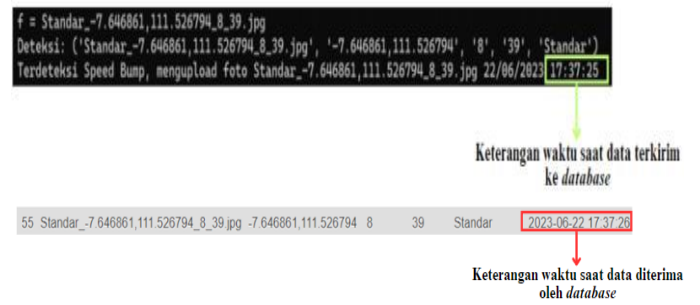 f = Standar_-7.646861,111.526794_8_39.jpg
Deteksi: ('Standar_-7.646861,111.526794_8_39.jpg', '-7.646861,111.526794', '8', '39', 'Standar')
Terdeteksi Speed Bump, mengupload foto Standar_-7.646861,111.526794_8_39.jpg 22/06/2023 17:37:25
Keterangan waktu saat data terkirim
ke database
55 Standar_-7.646861,111.526794_8_39.jpg -7.646861,111.526794 8 39 Standar 2023-06-22 17:37:26
Keterangan waktu saat data diterima
oleh database